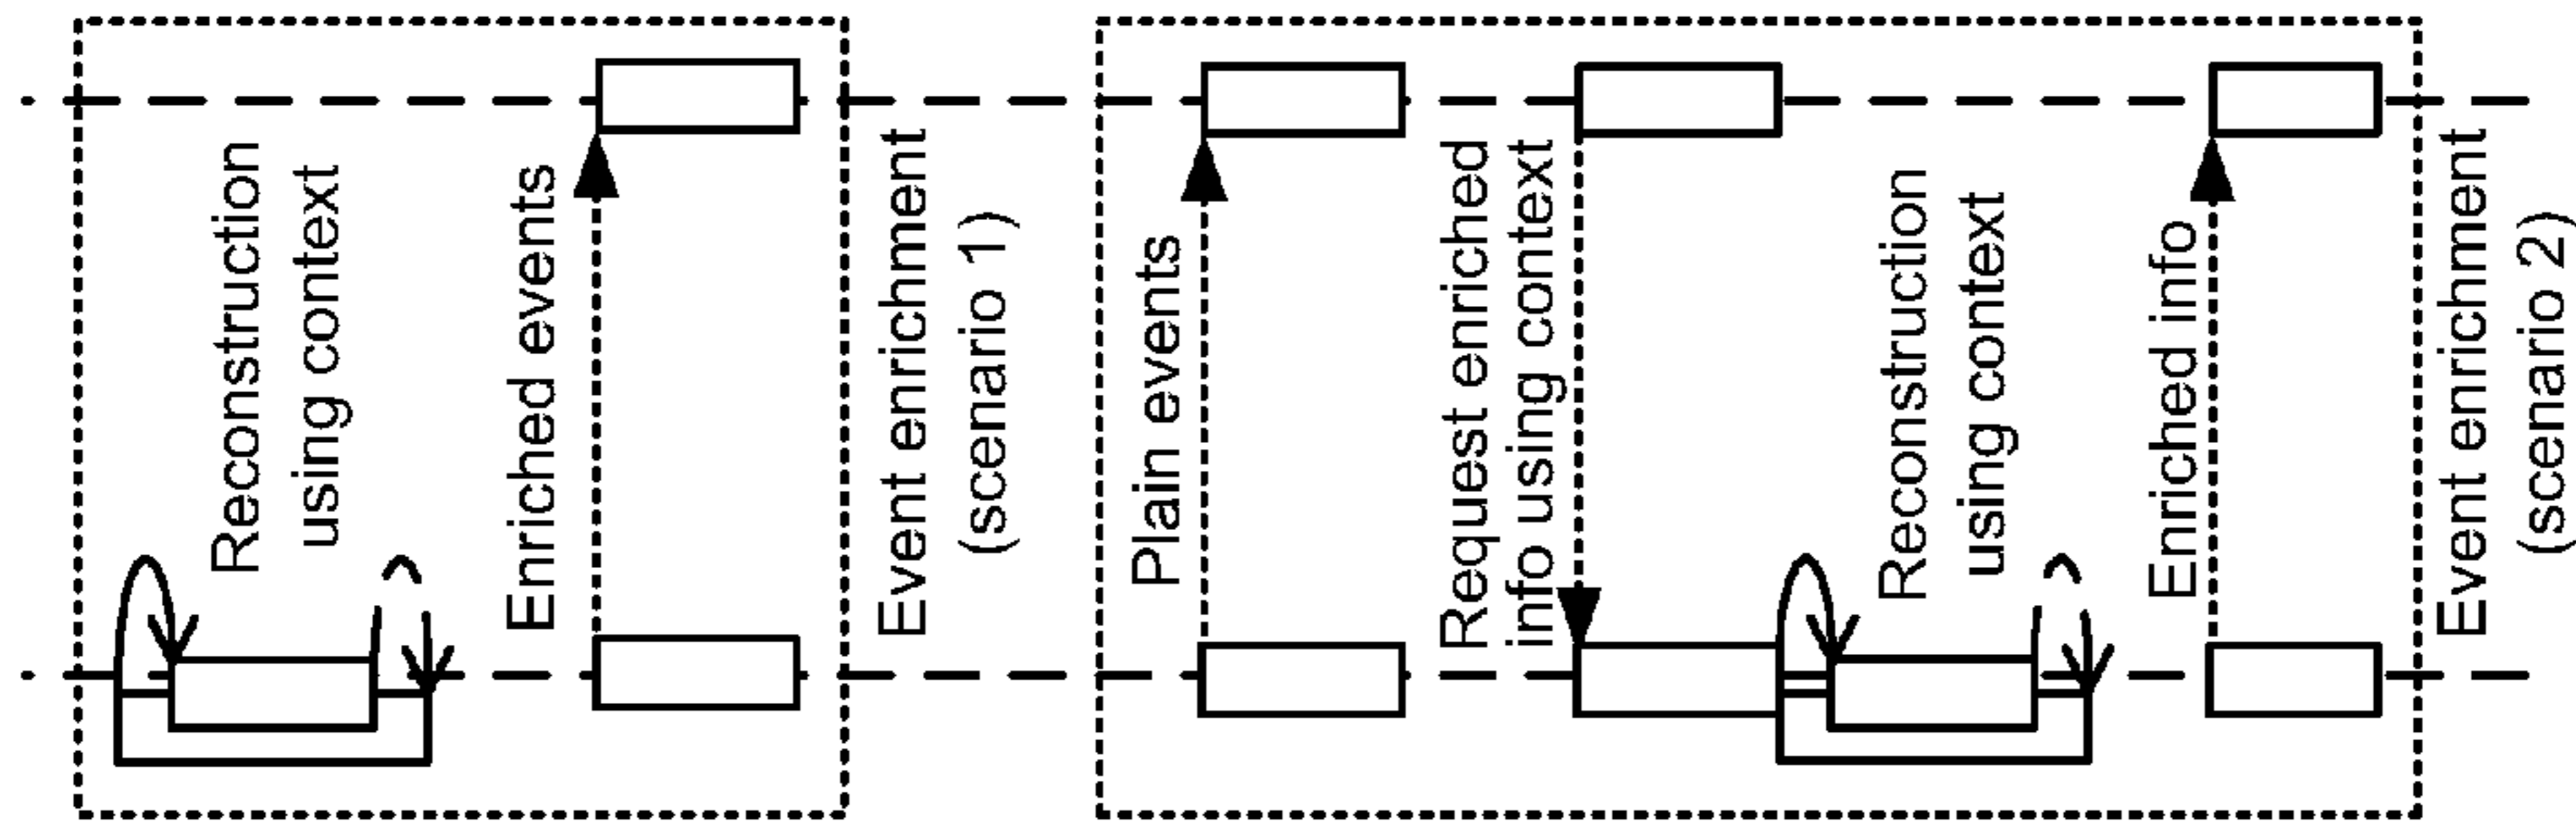 Reconstruction
using context
Enriched events
Event enrichment
(scenario 1)
Plain events
Request enriched
info using context
Reconstruction
using context
Enriched info
Event enrichment
(scenario 2)